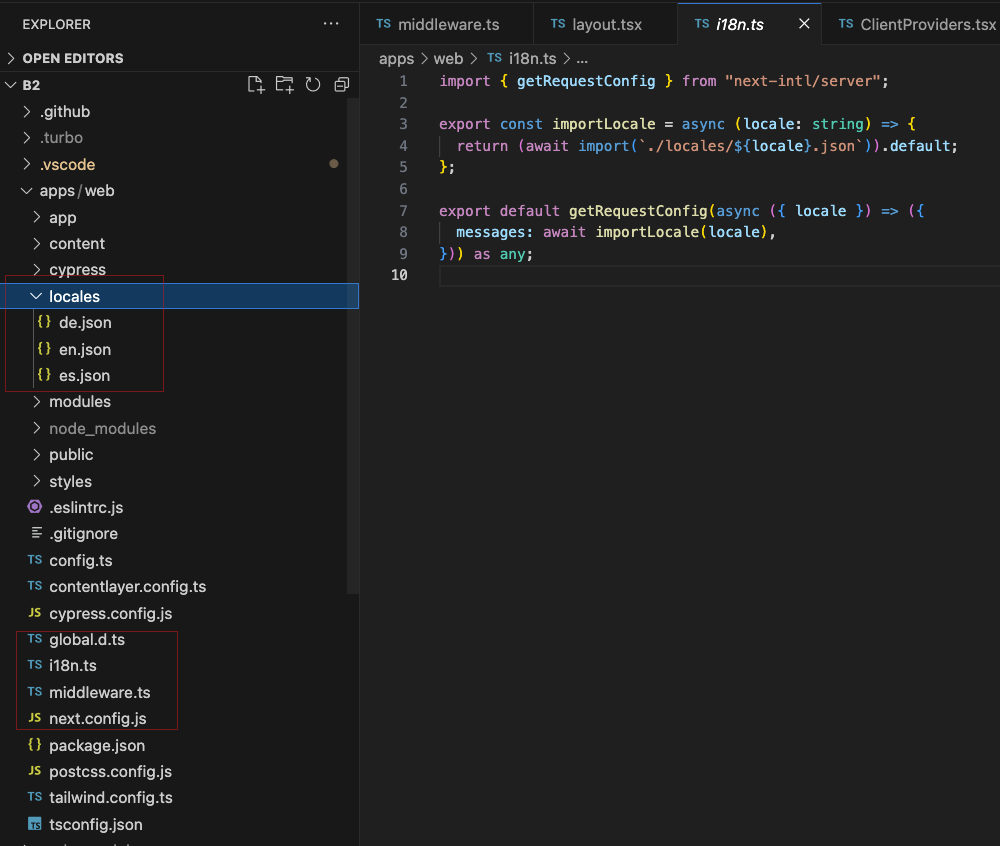 EXPLORER
OPEN EDITORS
B2
.github
.turbo
.vscode
apps/web
app
content
cypress
locales
{} de.json
{} en.json
{} es.json
modules
node_modules
public
styles
.eslintrc.js
.gitignore
TS config.ts
TS contentlayer.config.ts
JS cypress.config.js
TS global.d.ts
TS i18n.ts
TS middleware.ts
JS next.config.js
{} package.json
JS postcss.config.js
TS tailwind.config.ts
TS tsconfig.json
TS middleware.ts TS layout.tsx TS i18n.ts TS ClientProviders.tsx
apps > web > TS i18n.ts > ...
1 import { getRequestConfig } from "next-intl/server";
2
3 export const importLocale = async (locale: string) => {
4 return (await import(`./locales/${locale}.json`)).default;
5 };
6
7 export default getRequestConfig(async ({ locale }) => ({
8 messages: await importLocale(locale),
9 })) as any;
10